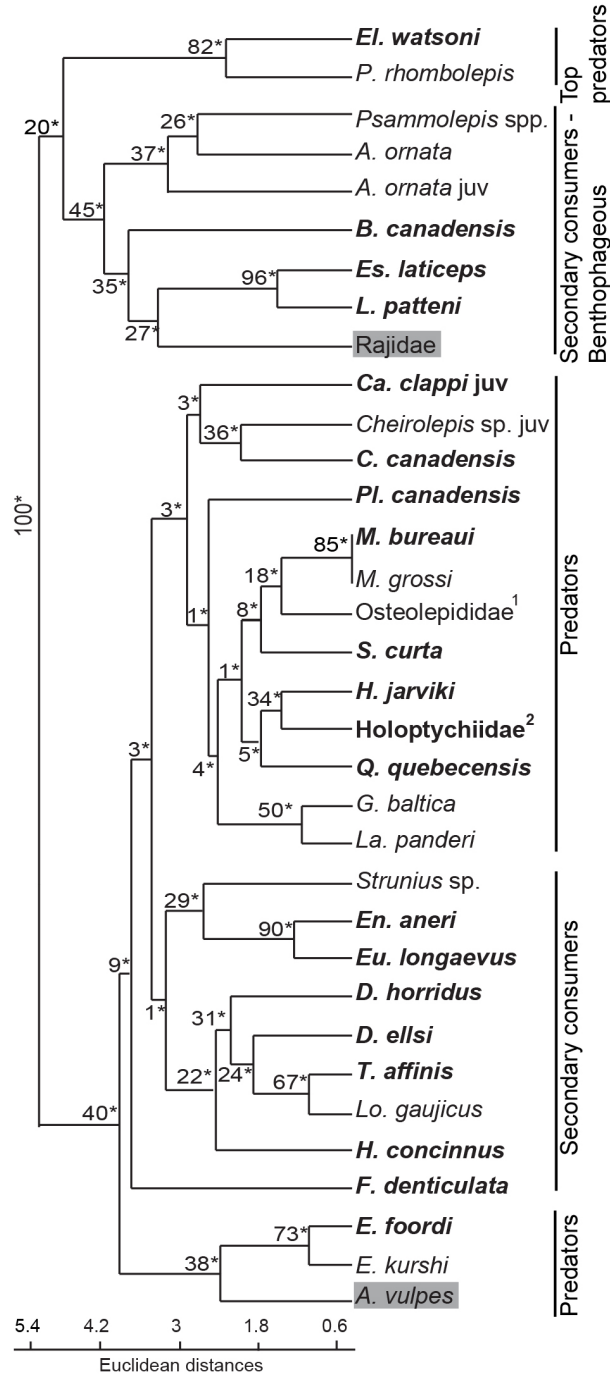 El. watsoni
82*
P. rhombolepis
Top
predators
20*
26*
Psammolepis spp.
37*
A. ornata
A. ornata juv
45*
B. canadensis
35*
96*
Es. laticeps
L. patteni
27*
Rajidae
Secondary consumers -
Benthophageous
100*
Ca. clappi juv
3*
Cheirolepis sp. juv
36*
C. canadensis
Pl. canadensis
3*
M. bureaui
85*
M. grossi
18*
Osteolepididae1
8*
1*
S. curta
1*
H. jarviki
34*
Holoptychiidae2
5*
Q. quebecensis
3*
4*
G. baltica
50*
La. panderi
Predators
Strunius sp.
29*
En. aneri
90*
Eu. longaevus
9*
D. horridus
1*
31*
D. ellsi
22*
24*
T. affinis
67*
Lo. gaujicus
40*
H. concinnus
F. denticulata
Secondary consumers
E. foordi
73*
E. kurshi
38*
A. vulpes
Predators
5.4 4.2 3 1.8 0.6
Euclidean distances